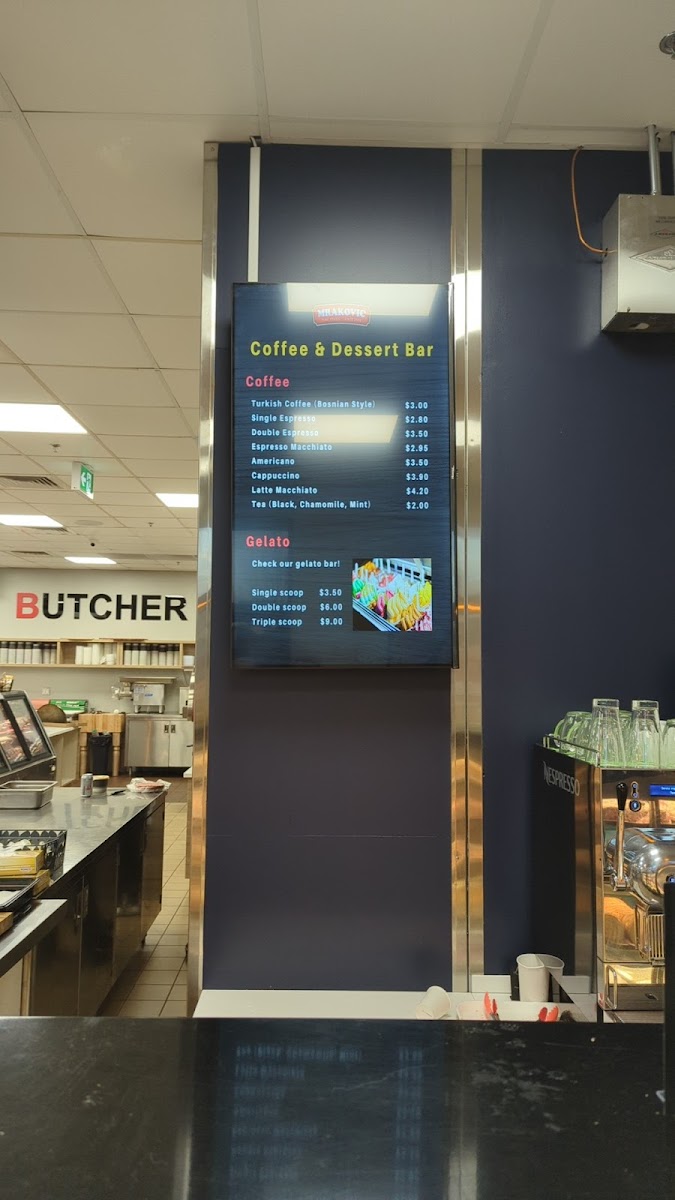 MRAKOVIC
Coffee & Dessert Bar
Coffee
Turkish Coffee (Bosnian Style) $3.00
Single Espresso $2.80
Double Espresso $3.50
Espresso Macchiato $2.95
Americano $3.50
Cappuccino $3.90
Latte Macchiato $4.20
Tea (Black, Chamomile, Mint) $2.00
Gelato
Check our gelato bar!
Single scoop $3.50
Double scoop $6.00
Triple scoop $9.00
BUTCHER
NESPRESSO